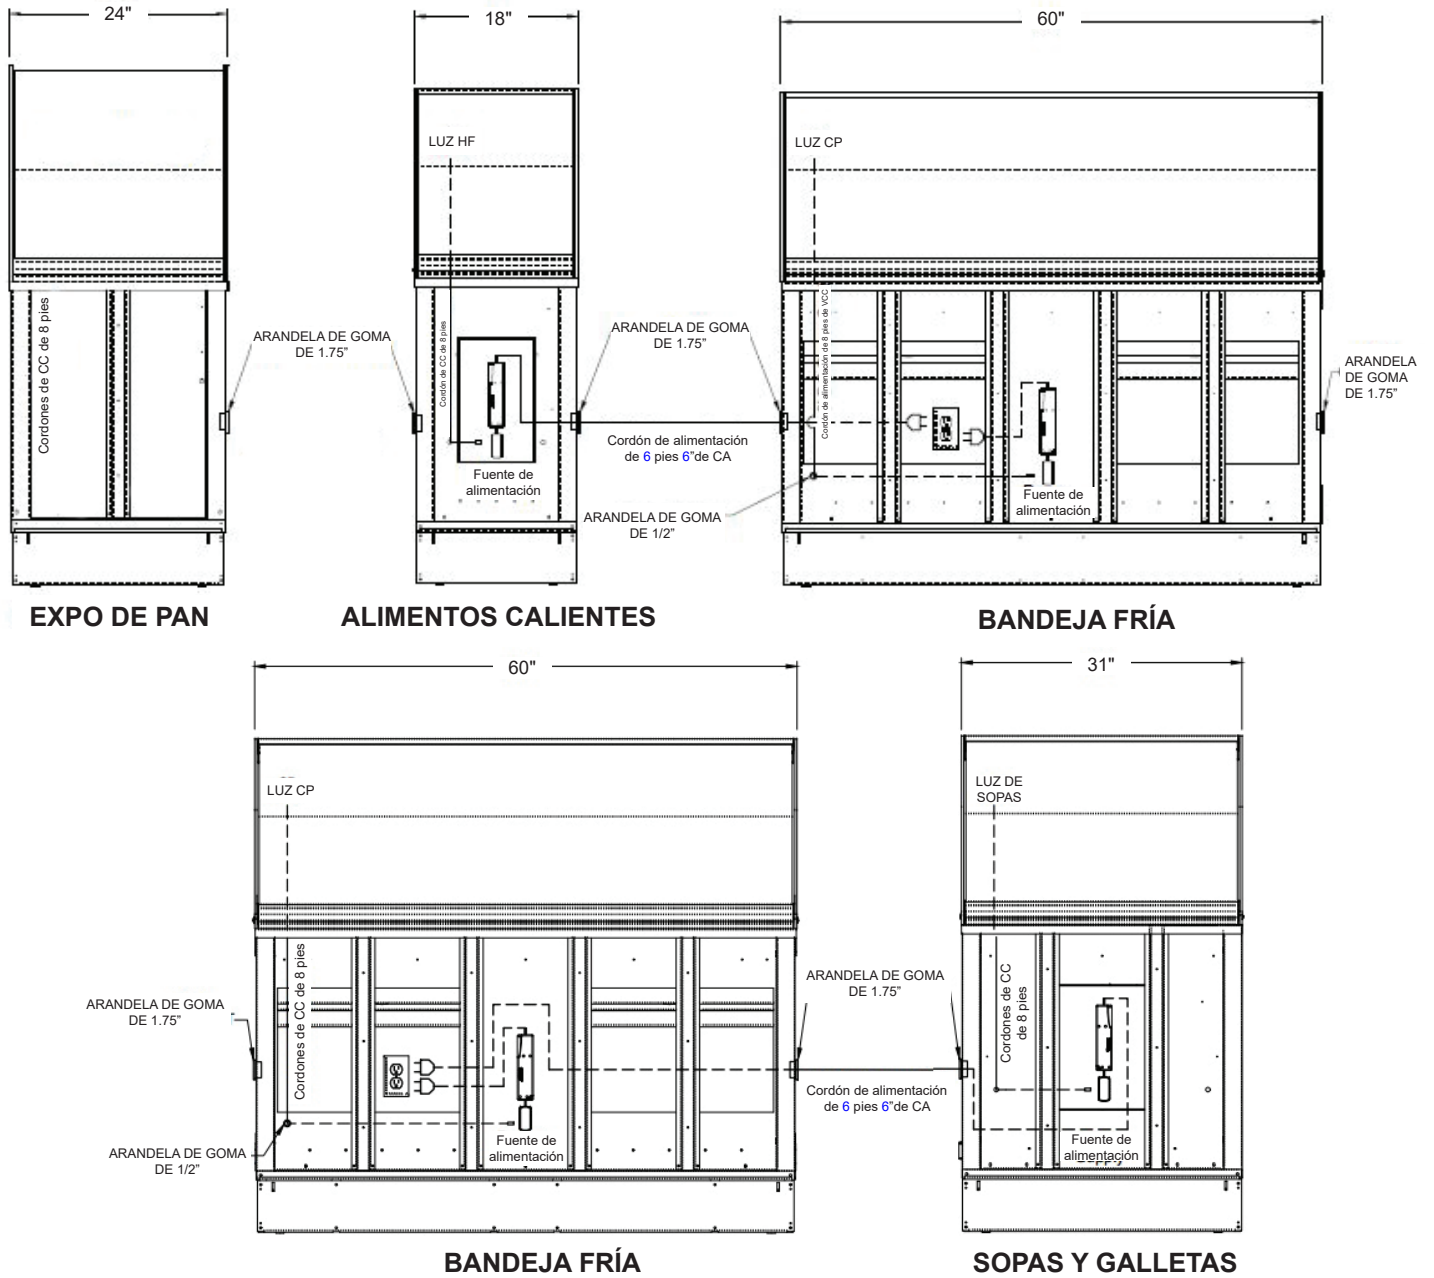 24"
18"
60"
LUZ HF
LUZ CP
Cordones de CC de 8 pies
ARANDELA DE GOMA
DE 1.75”
Cordón de CC de 8 pies
Fuente de
alimentación
ARANDELA DE GOMA
DE 1.75”
Cordón de alimentación
de 6 pies 6”de CA
ARANDELA DE GOMA
DE 1/2”
Cordón de alimentación de 8 pies de VCC
Fuente de
alimentación
ARANDELA
DE GOMA
DE 1.75”
EXPO DE PAN
ALIMENTOS CALIENTES
BANDEJA FRÍA
60"
31"
LUZ CP
LUZ DE
SOPAS
ARANDELA DE GOMA
DE 1.75”
Cordones de CC de 8 pies
ARANDELA DE GOMA
DE 1/2”
Fuente de
alimentación
ARANDELA DE GOMA
DE 1.75”
Cordón de alimentación
de 6 pies 6”de CA
Cordones de CC
de 8 pies
Fuente de
alimentación
BANDEJA FRÍA
SOPAS Y GALLETAS